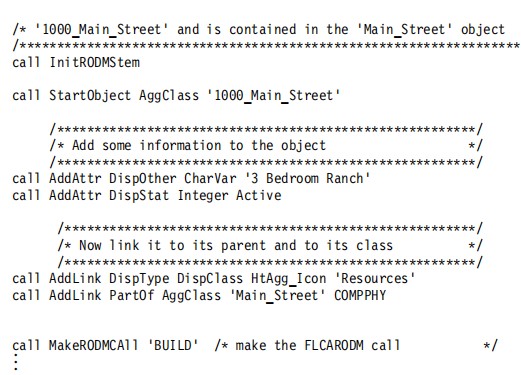 /* '1000_Main_Street' and is contained in the 'Main_Street' object
/*******************************************************************
call InitRODMStem
call StartObject AggClass '1000_Main_Street'
/*******************************************************/
/* Add some information to the object */
/*******************************************************/
call AddAttr DispOther CharVar '3 Bedroom Ranch'
call AddAttr DispStat Integer Active
/******************************************************/
/* Now link it to its parent and to its class */
/******************************************************/
call AddLink DispType DispClass HtAgg_Icon 'Resources'
call AddLink PartOf AggClass 'Main_Street' COMPPHY
call MakeRODMCAll 'BUILD' /* make the FLCARODM call */
⋮